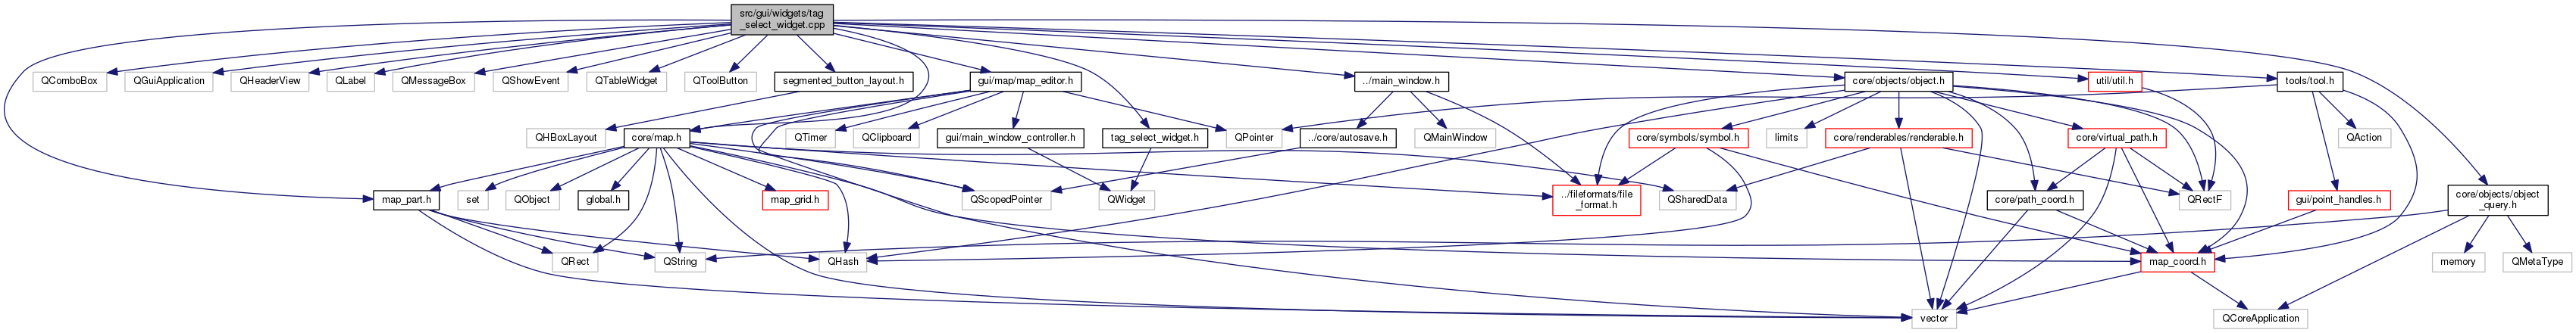 src/gui/widgets/tag
_select_widget.cpp
QComboBox
QGuiApplication
QHeaderView
QLabel
QMessageBox
QShowEvent
QTableWidget
QToolButton
segmented_button_layout.h
gui/map/map_editor.h
../main_window.h
core/objects/object.h
util/util.h
tools/tool.h
QHBoxLayout
core/map.h
QTimer
QClipboard
gui/main_window_controller.h
tag_select_widget.h
QPointer
../core/autosave.h
QMainWindow
core/symbols/symbol.h
limits
core/renderables/renderable.h
core/virtual_path.h
QAction
map_part.h
set
QObject
global.h
map_grid.h
QScopedPointer
QWidget
../fileformats/file
_format.h
QSharedData
core/path_coord.h
QRectF
gui/point_handles.h
core/objects/object
_query.h
QRect
QString
QHash
map_coord.h
memory
QMetaType
vector
QCoreApplication